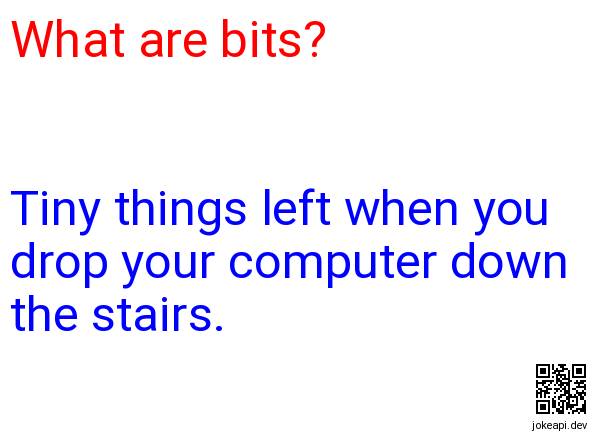 What are bits?
Tiny things left when you
drop your computer down
the stairs.
jokeapi.dev